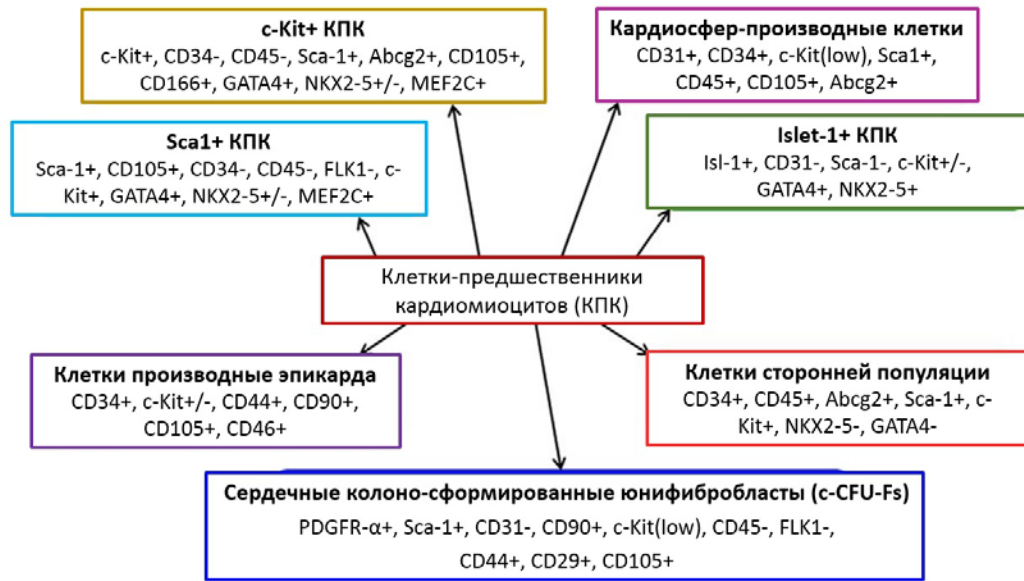 c-Kit+ КПК
c-Kit+, CD34-, CD45-, Sca-1+, Abcg2+, CD105+,
CD166+, GATA4+, NKX2-5+/-, MEF2C+
Кардиосфер-производные клетки
CD31+, CD34+, c-Kit(low), Sca1+,
CD45+, CD105+, Abcg2+
Sca1+ КПК
Sca-1+, CD105+, CD34-, CD45-, FLK1-, c-
Kit+, GATA4+, NKX2-5+/-, MEF2C+
Islet-1+ КПК
Isl-1+, CD31-, Sca-1-, c-Kit+/-,
GATA4+, NKX2-5+
Клетки-предшественники
кардиомиоцитов (КПК)
Клетки производные эпикарда
CD34+, c-Kit+/-, CD44+, CD90+,
CD105+, CD46+
Клетки сторонней популяции
CD34+, CD45+, Abcg2+, Sca-1+, c-
Kit+, NKX2-5-, GATA4-
Сердечные колоно-сформированные юнифибробласты (c-CFU-Fs)
PDGFR-α+, Sca-1+, CD31-, CD90+, c-Kit(low), CD45-, FLK1-,
CD44+, CD29+, CD105+